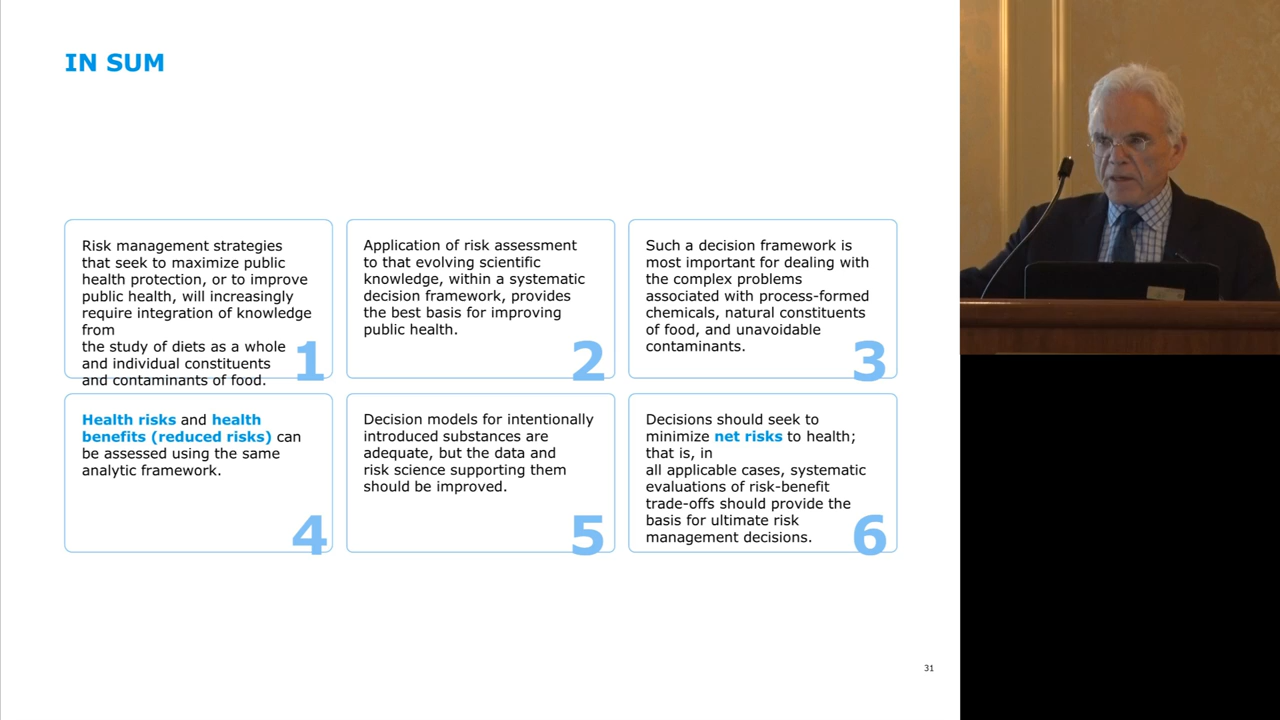 IN SUM
Risk management strategies
that seek to maximize public
health protection, or to improve
public health, will increasingly
require integration of knowledge
from
the study of diets as a whole
and individual constituents
and contaminants of food.
1
Application of risk assessment
to that evolving scientific
knowledge, within a systematic
decision framework, provides
the best basis for improving
public health.
2
Such a decision framework is
most important for dealing with
the complex problems
associated with process-formed
chemicals, natural constituents
of food, and unavoidable
contaminants.
3
Health risks and health
benefits (reduced risks) can
be assessed using the same
analytic framework.
4
Decision models for intentionally
introduced substances are
adequate, but the data and
risk science supporting them
should be improved.
5
Decisions should seek to
minimize net risks to health;
that is, in
all applicable cases, systematic
evaluations of risk-benefit
trade-offs should provide the
basis for ultimate risk
management decisions.
6
31